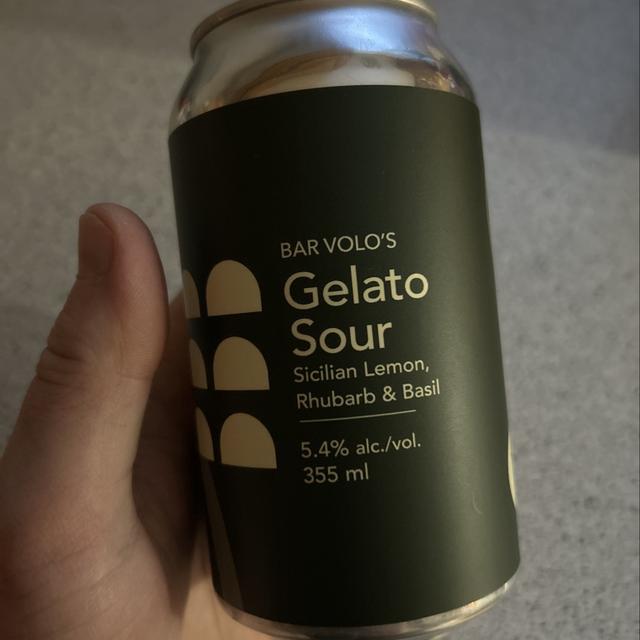 BAR VOLO'S
Gelato
Sour
Sicilian Lemon,
Rhubarb & Basil
5.4% alc./vol.
355 ml